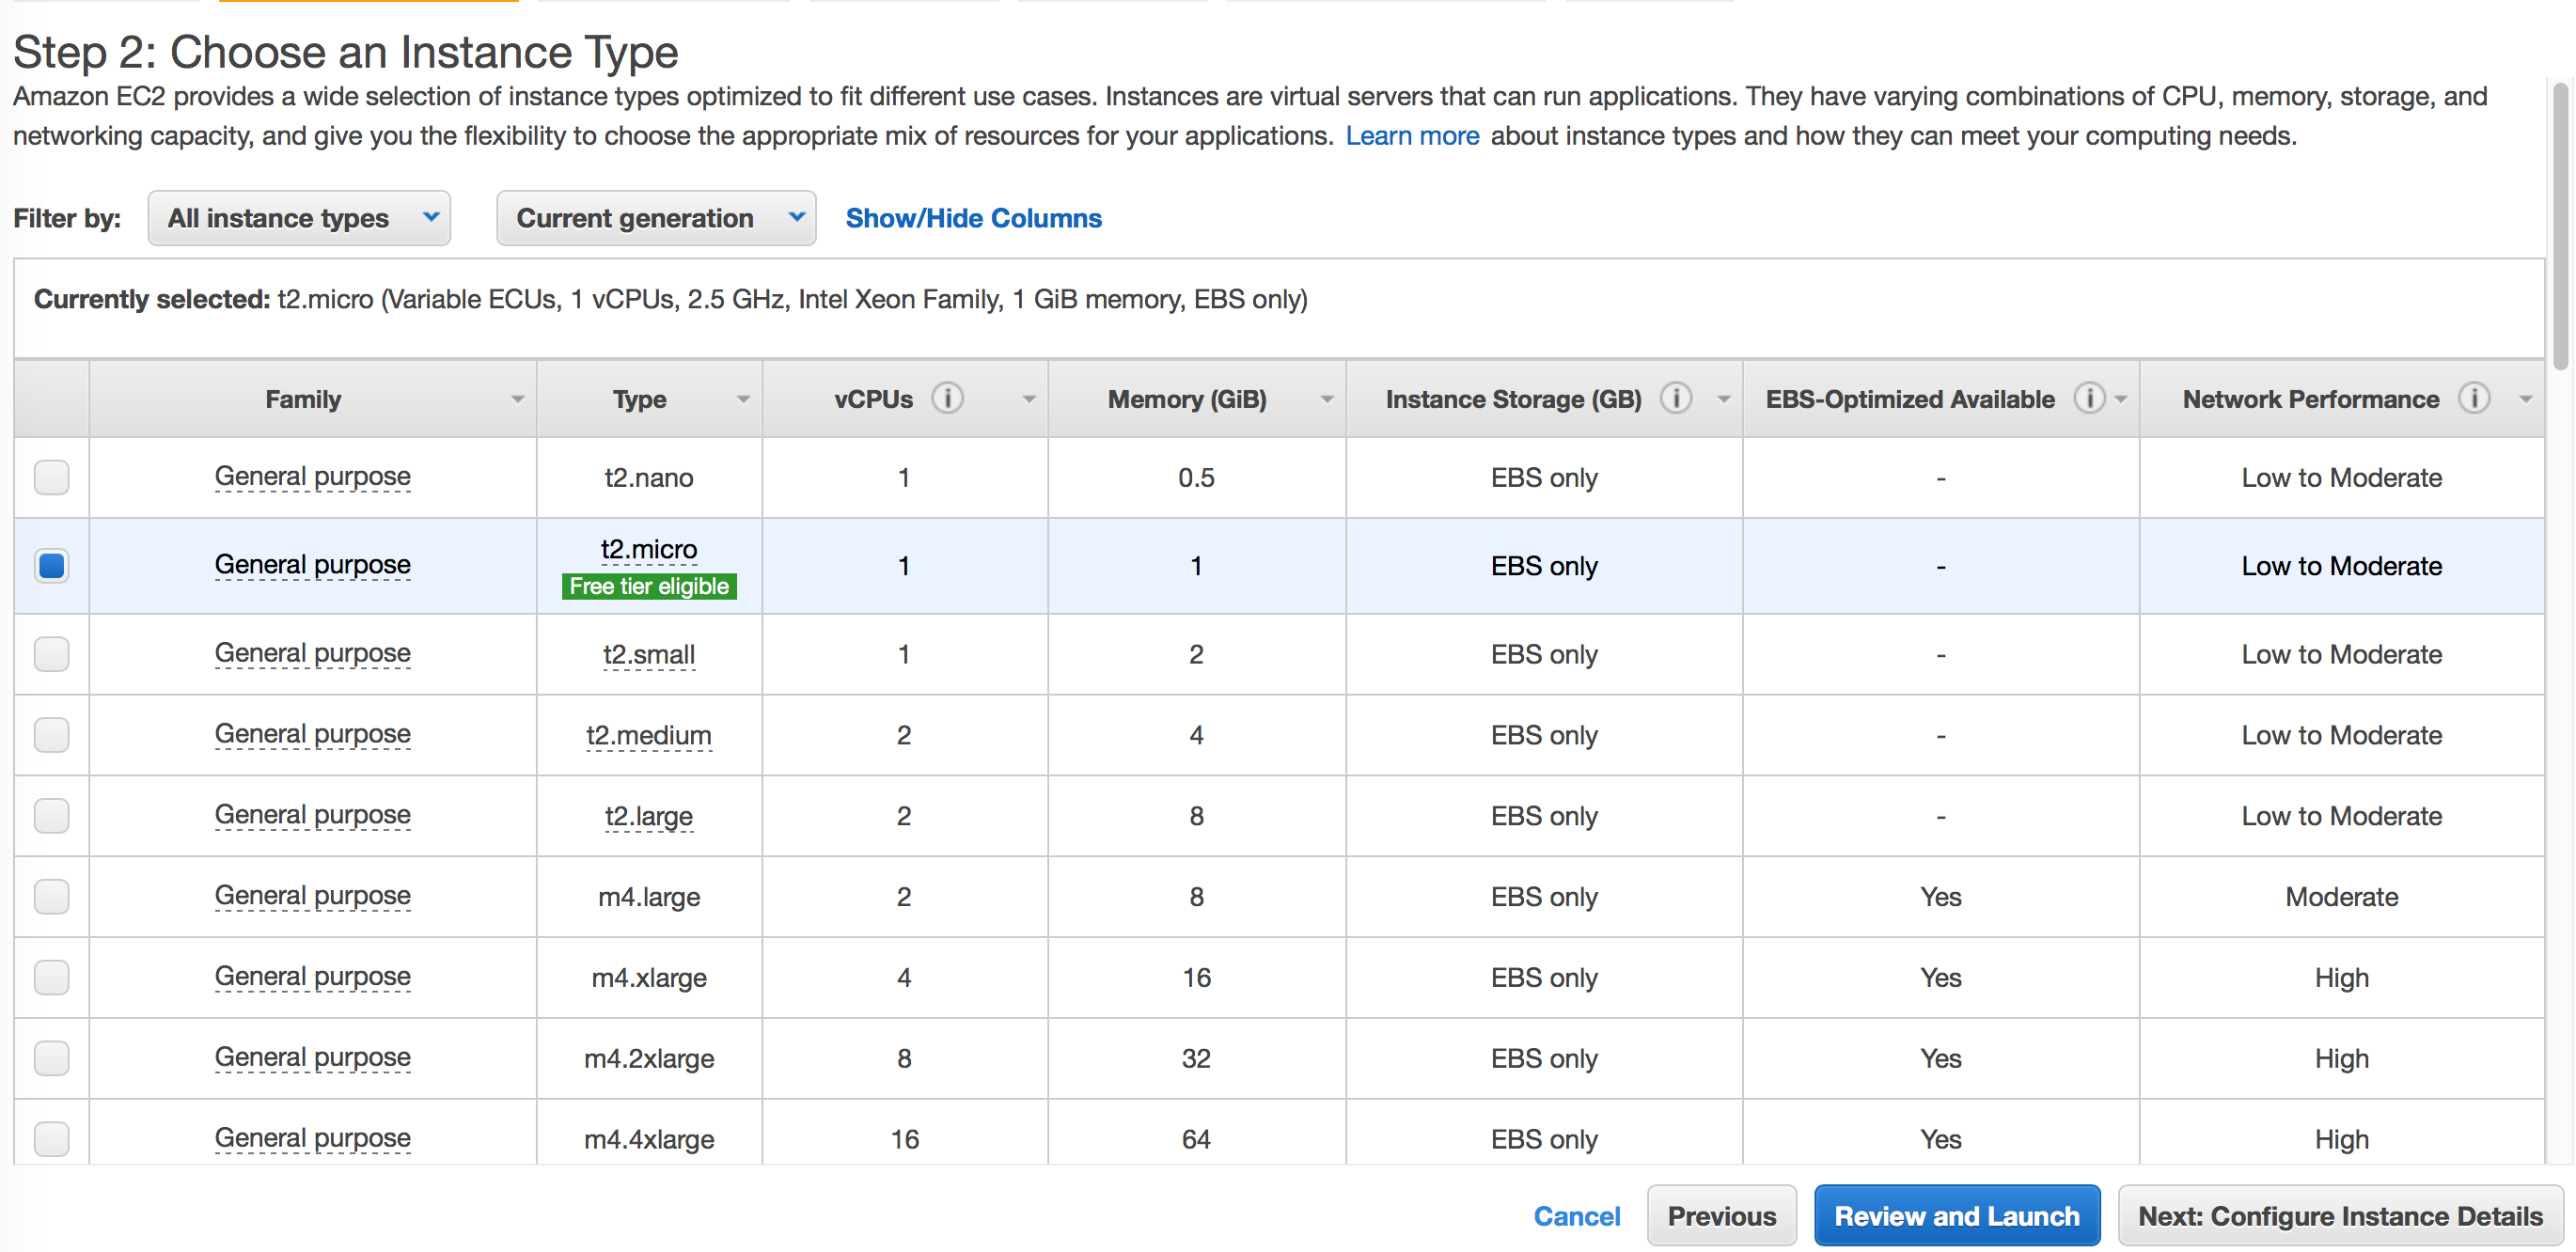 Step 2: Choose an Instance Type
Amazon EC2 provides a wide selection of instance types optimized to fit different use cases. Instances are virtual servers that can run applications. They have varying combinations of CPU, memory, storage, and
networking capacity, and give you the flexibility to choose the appropriate mix of resources for your applications. Learn more about instance types and how they can meet your computing needs.
Filter by: All instance types Current generation Show/Hide Columns
Currently selected: t2.micro (Variable ECUs, 1 vCPUs, 2.5 GHz, Intel Xeon Family, 1 GiB memory, EBS only)
Family Type vCPUs i Memory (GiB) Instance Storage (GB) i EBS-Optimized Available i Network Performance i
General purpose t2.nano 1 0.5 EBS only - Low to Moderate
General purpose t2.micro 1 1 EBS only - Low to Moderate
Free tier eligible
General purpose t2.small 1 2 EBS only - Low to Moderate
General purpose t2.medium 2 4 EBS only - Low to Moderate
General purpose t2.large 2 8 EBS only - Low to Moderate
General purpose m4.large 2 8 EBS only Yes Moderate
General purpose m4.xlarge 4 16 EBS only Yes High
General purpose m4.2xlarge 8 32 EBS only Yes High
General purpose m4.4xlarge 16 64 EBS only Yes High
Cancel Previous Review and Launch Next: Configure Instance Details